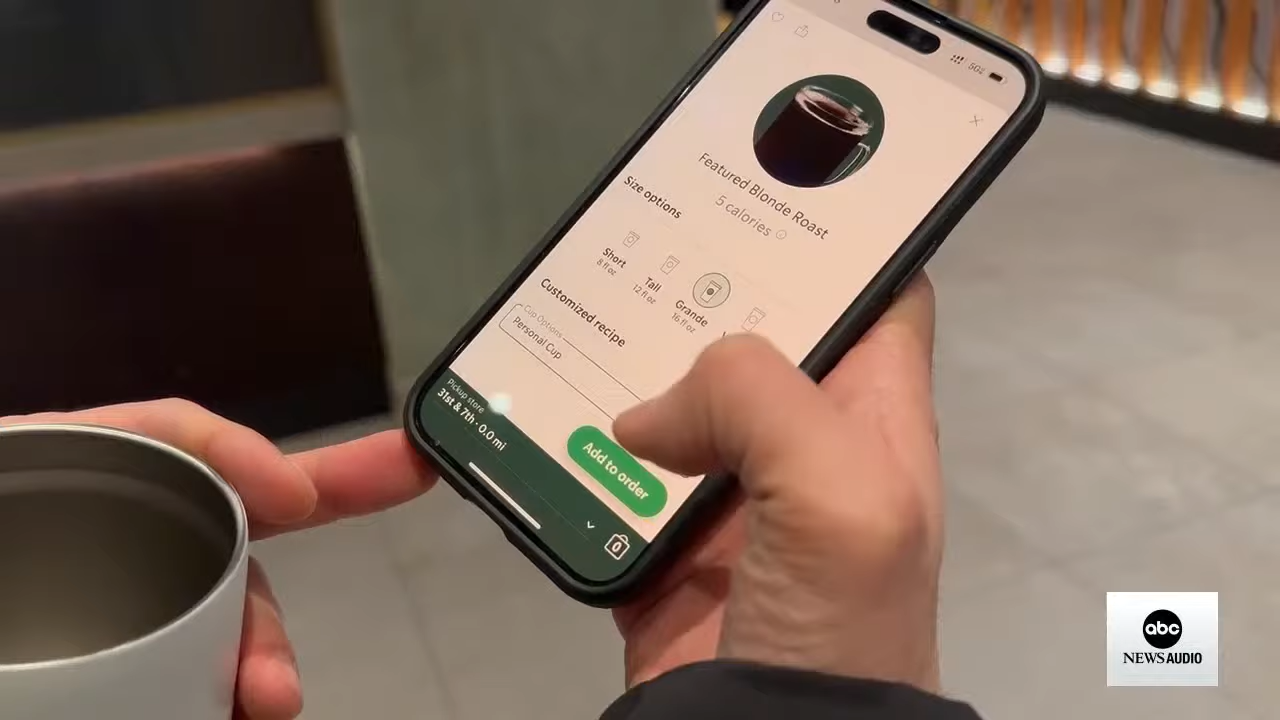 5G
Featured Blonde Roast
5 calories
Size options
Short
8 fl oz
Tall
12 fl oz
Grande
16 fl oz
Customized recipe
Cup Options
Personal Cup
Pickup store
31st & 7th · 0.0 mi
Add to order
0
abc
NEWS AUDIO